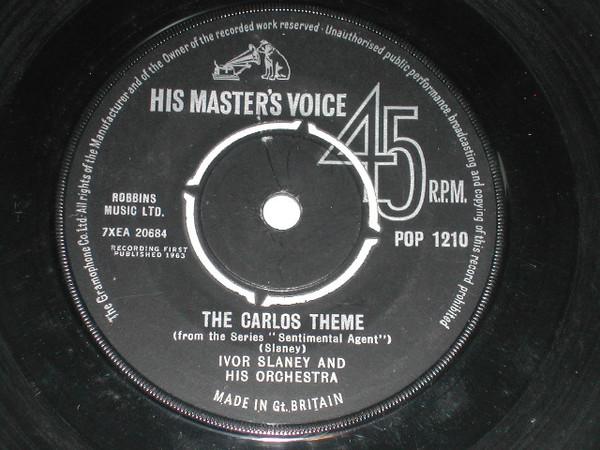 The Gramophone Co. Ltd. All rights of the Manufacturer and of the Owner of the recorded work reserved · Unauthorised public performance, broadcasting and copying of this record prohibited
HIS MASTER'S VOICE
45
R.P.M.
ROBBINS
MUSIC LTD.
7XEA 20684
POP 1210
RECORDING FIRST
PUBLISHED 1963
THE CARLOS THEME
(from the Series "Sentimental Agent")
(Slaney)
IVOR SLANEY AND
HIS ORCHESTRA
MADE IN Gt. BRITAIN